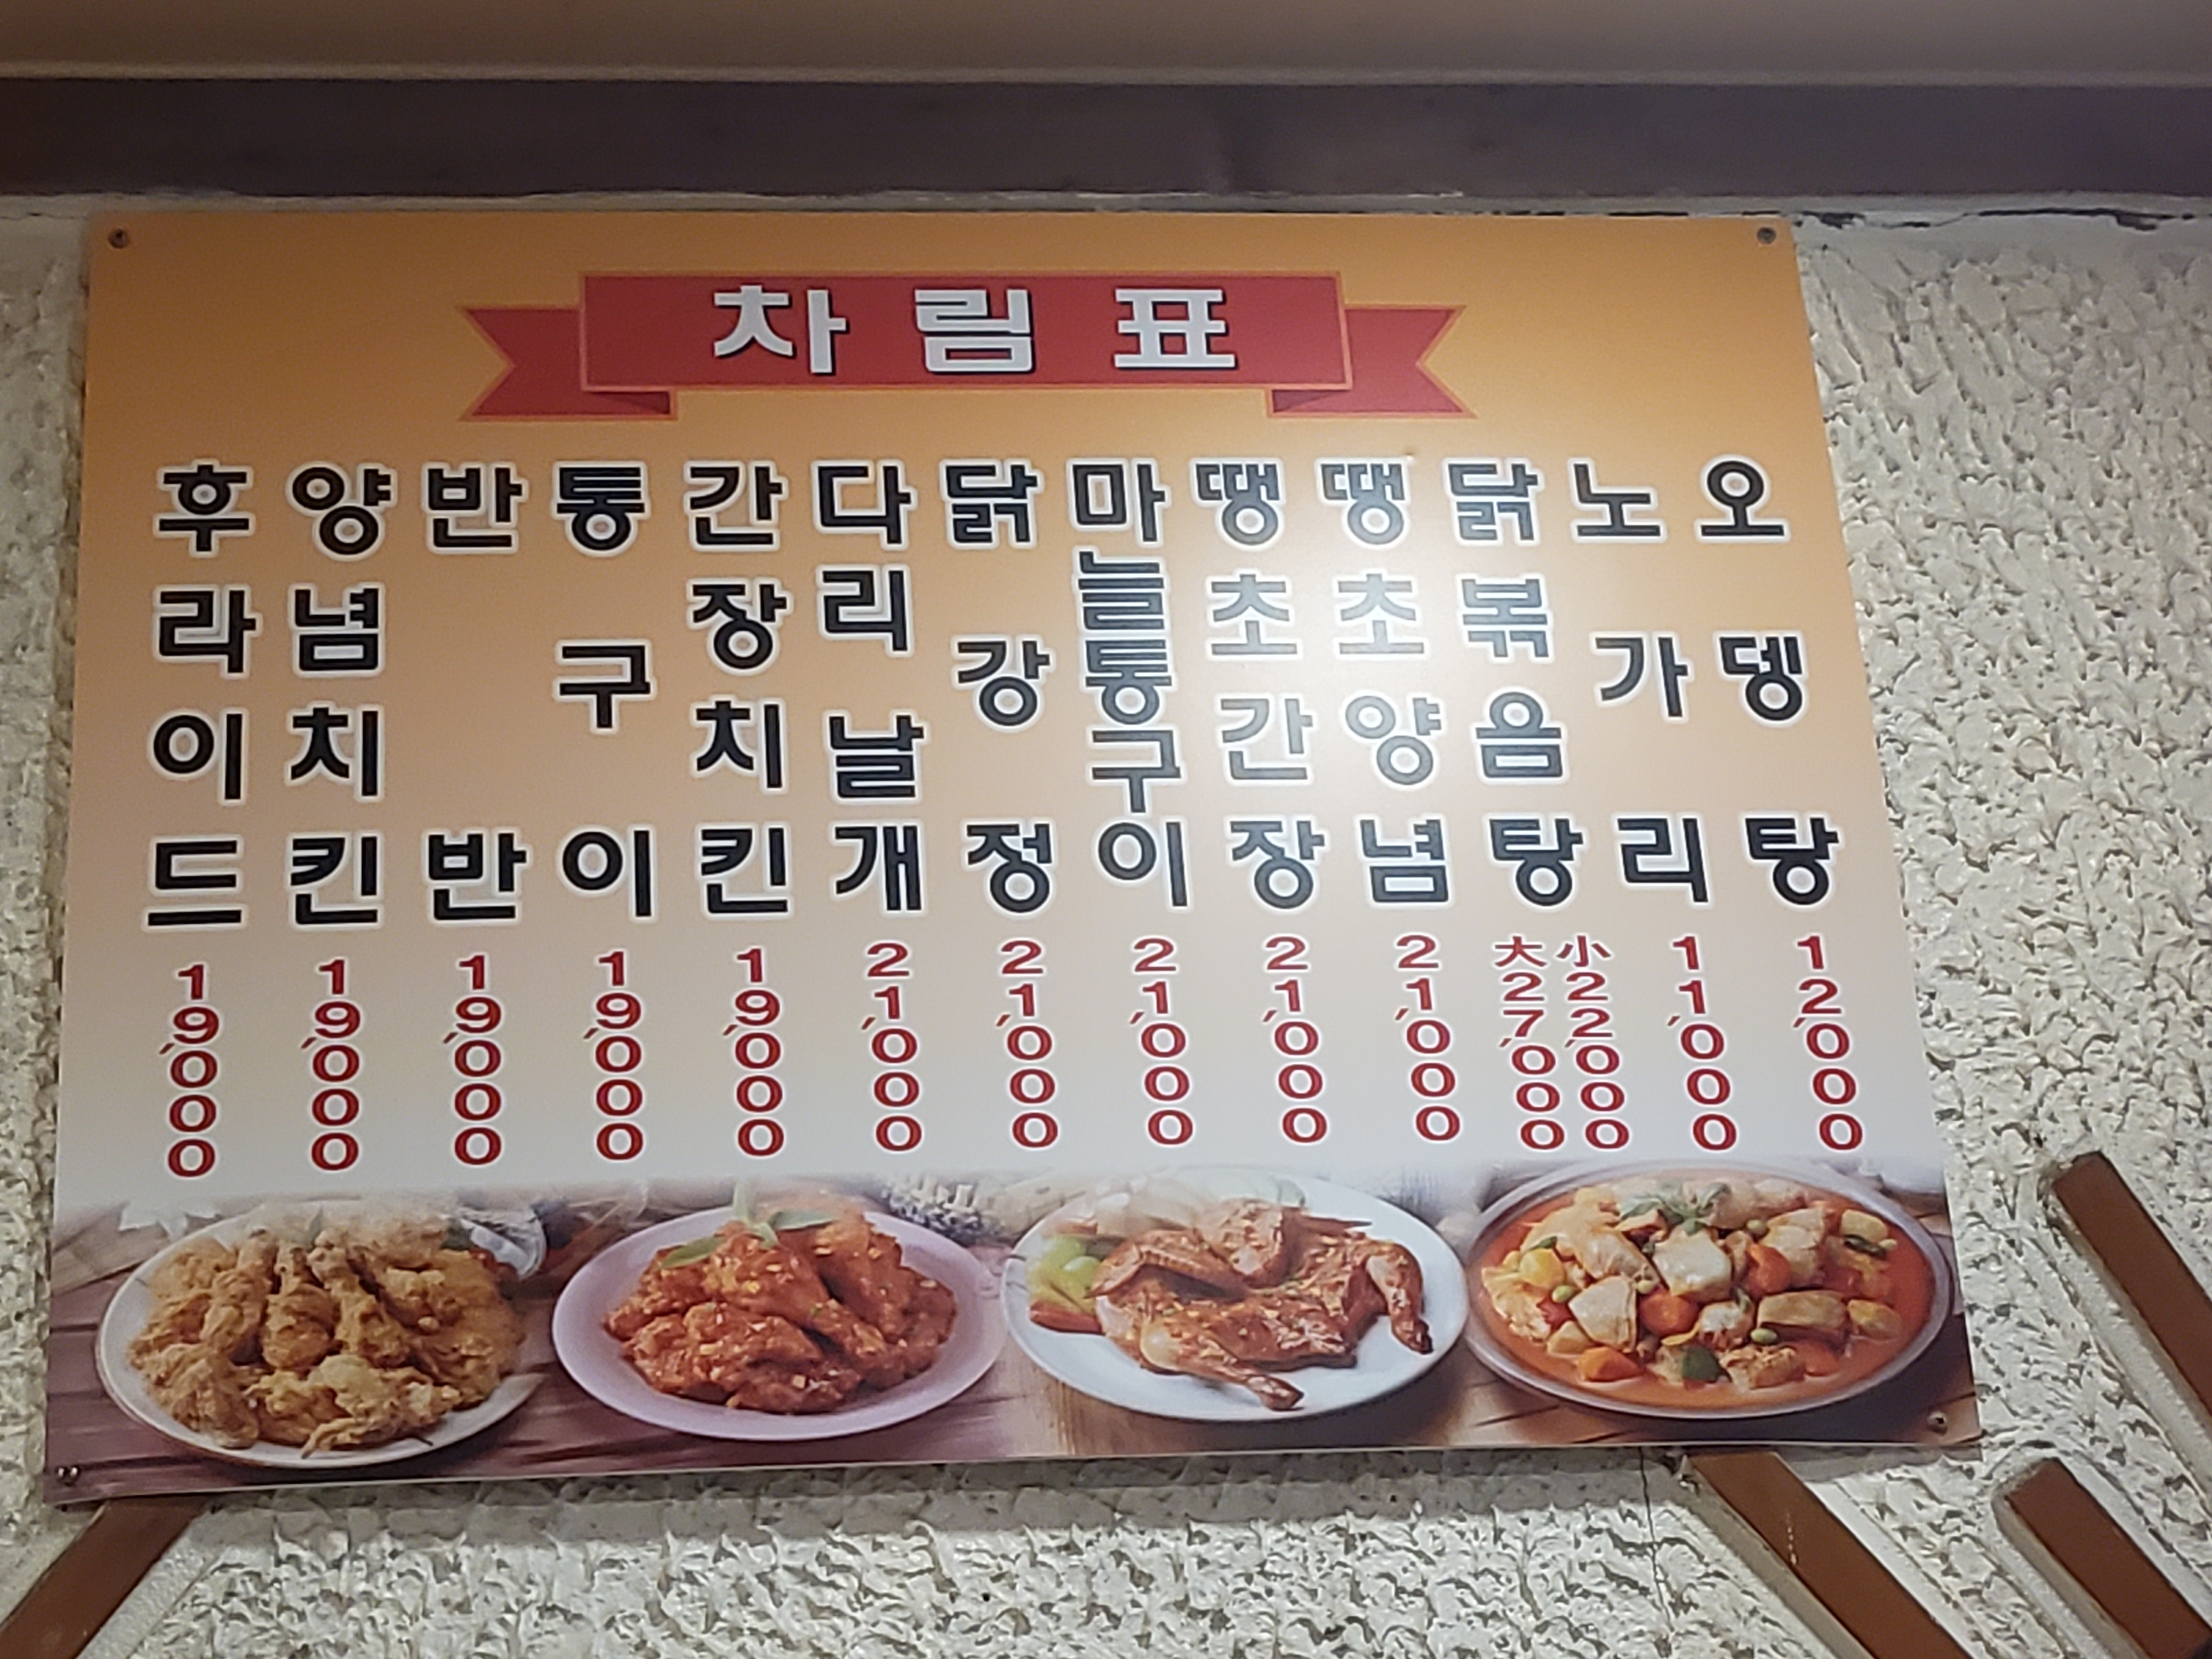 차림표
후라이드 19,000
양념치킨 19,000
반반 19,000
통구이 19,000
간장치킨 19,000
다리날개 21,000
닭강정 21,000
마늘통구이 21,000
땡초간장 21,000
땡초양념 21,000
닭볶음탕 大27,000 小22,000
노가리 11,000
오뎅탕 12,000